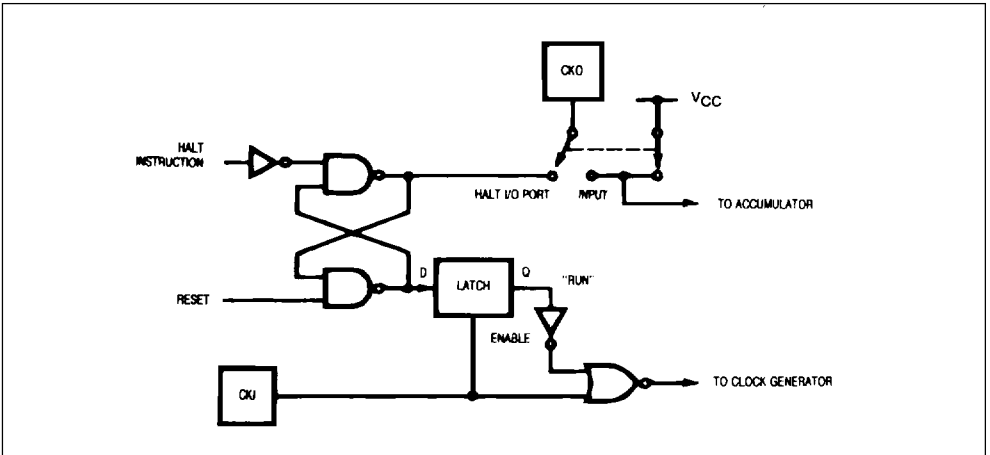 CKO
VCC
HALT
INSTRUCTION
HALT I/O PORT
INPUT
TO ACCUMULATOR
D
LATCH
Q
"RUN"
RESET
ENABLE
CKI
TO CLOCK GENERATOR